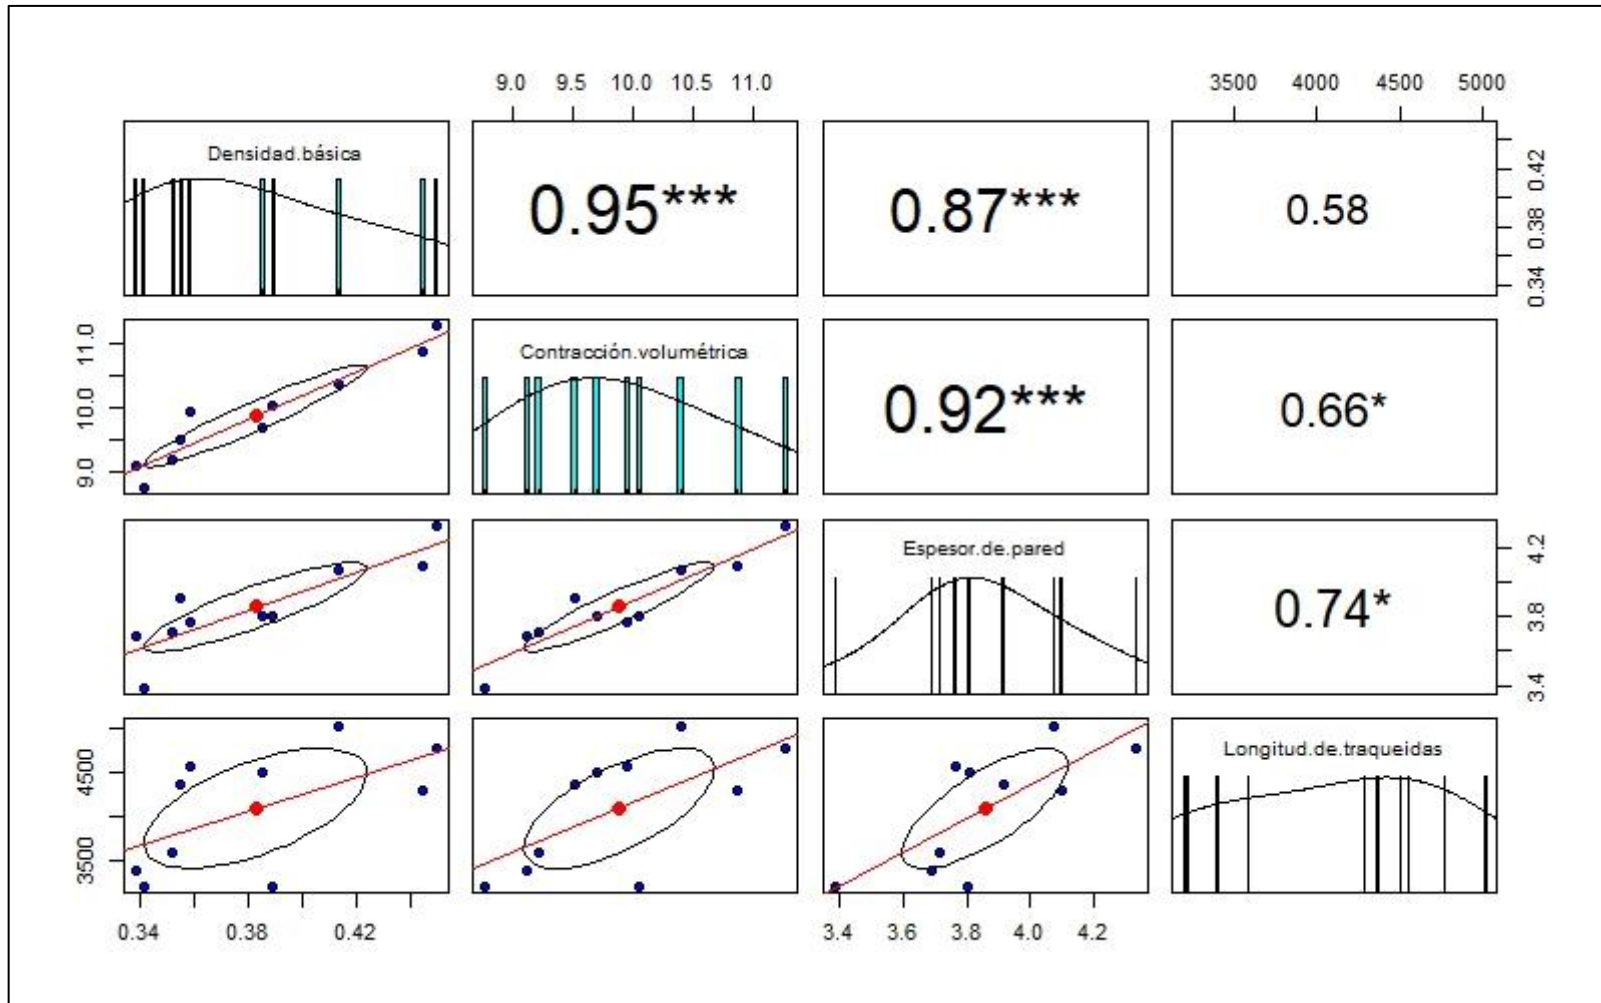 9.0 9.5 10.0 10.5 11.0 3500 4000 4500 5000
Densidad.básica
0.95***
0.87***
0.58
0.34 0.38 0.42
9.0 10.0 11.0
Contracción.volumétrica
0.92***
0.66*
Espesor.de.pared
0.74*
3.4 3.8 4.2
3500 4500
Longitud.de.traqueidas
0.34 0.38 0.42 3.4 3.6 3.8 4.0 4.2